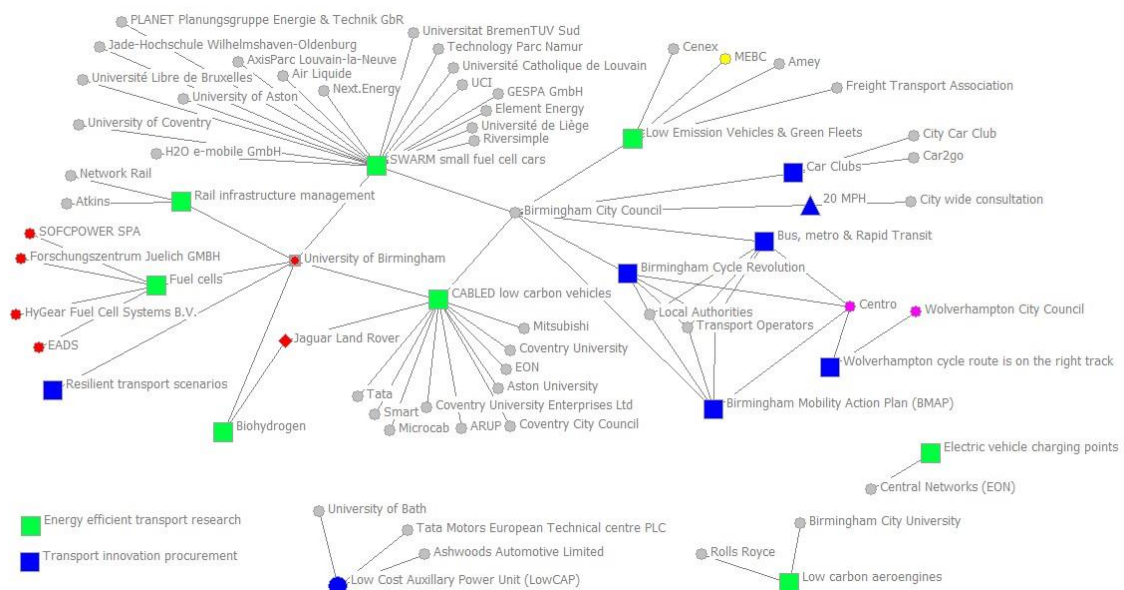 PLANET Planungsgruppe Energie & Technik GbR
Universitat BremenTUV Sud
Cenex
Jade-Hochschule Wilhelmshaven-Oldenburg
Technology Parc Namur
MEBC
AxisParc Louvain-la-Neuve
Université Catholique de Louvain
Amey
Université Libre de Bruxelles
Air Liquide
UCI
Freight Transport Association
Next.Energy
GESPA GmbH
University of Aston
Element Energy
University of Coventry
Université de Liège
Low Emission Vehicles & Green Fleets
City Car Club
Riversimple
H2O e-mobile GmbH
SWARM small fuel cell cars
Car2go
Car Clubs
Network Rail
Rail infrastructure management
20 MPH
City wide consultation
Atkins
Birmingham City Council
SOFCPOWER SPA
Bus, metro & Rapid Transit
Forschungszentrum Juelich GMBH
University of Birmingham
Birmingham Cycle Revolution
Fuel cells
CABLED low carbon vehicles
Centro
Wolverhampton City Council
HyGear Fuel Cell Systems B.V.
Local Authorities
Transport Operators
Mitsubishi
Jaguar Land Rover
EADS
Coventry University
Wolverhampton cycle route is on the right track
EON
Resilient transport scenarios
Aston University
Tata
Coventry University Enterprises Ltd
Birmingham Mobility Action Plan (BMAP)
Smart
Biohydrogen
Microcab
ARUP
Coventry City Council
Electric vehicle charging points
Central Networks (EON)
University of Bath
Energy efficient transport research
Tata Motors European Technical centre PLC
Birmingham City University
Transport innovation procurement
Ashwoods Automotive Limited
Rolls Royce
Low Cost Auxillary Power Unit (LowCAP)
Low carbon aeroengines